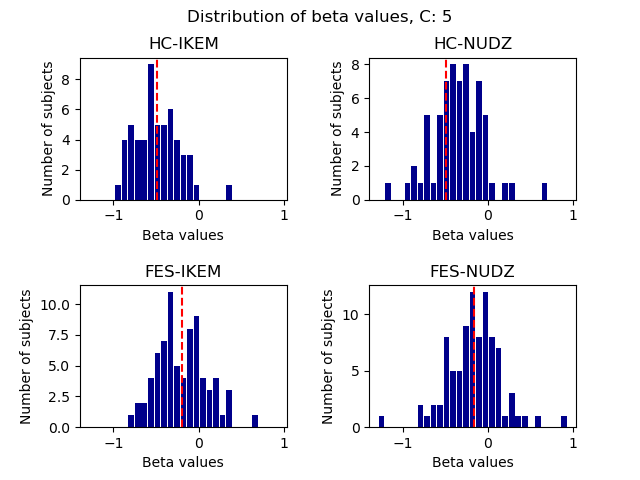 Distribution of beta values, C: 5
HC-IKEM
Number of subjects
0
2
4
6
8
−1
0
1
Beta values
HC-NUDZ
Number of subjects
0
2
4
6
8
−1
0
1
Beta values
FES-IKEM
Number of subjects
0.0
2.5
5.0
7.5
10.0
−1
0
1
Beta values
FES-NUDZ
Number of subjects
0
5
10
−1
0
1
Beta values